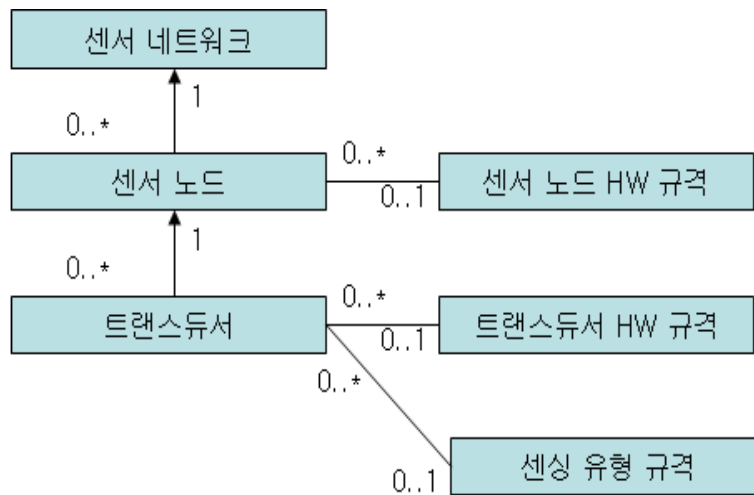 센서 네트워크
1
0..*
센서 노드
0..*
0..1
센서 노드 HW 규격
1
0..*
트랜스듀서
0..*
0..1
트랜스듀서 HW 규격
0..*
0..1
센싱 유형 규격